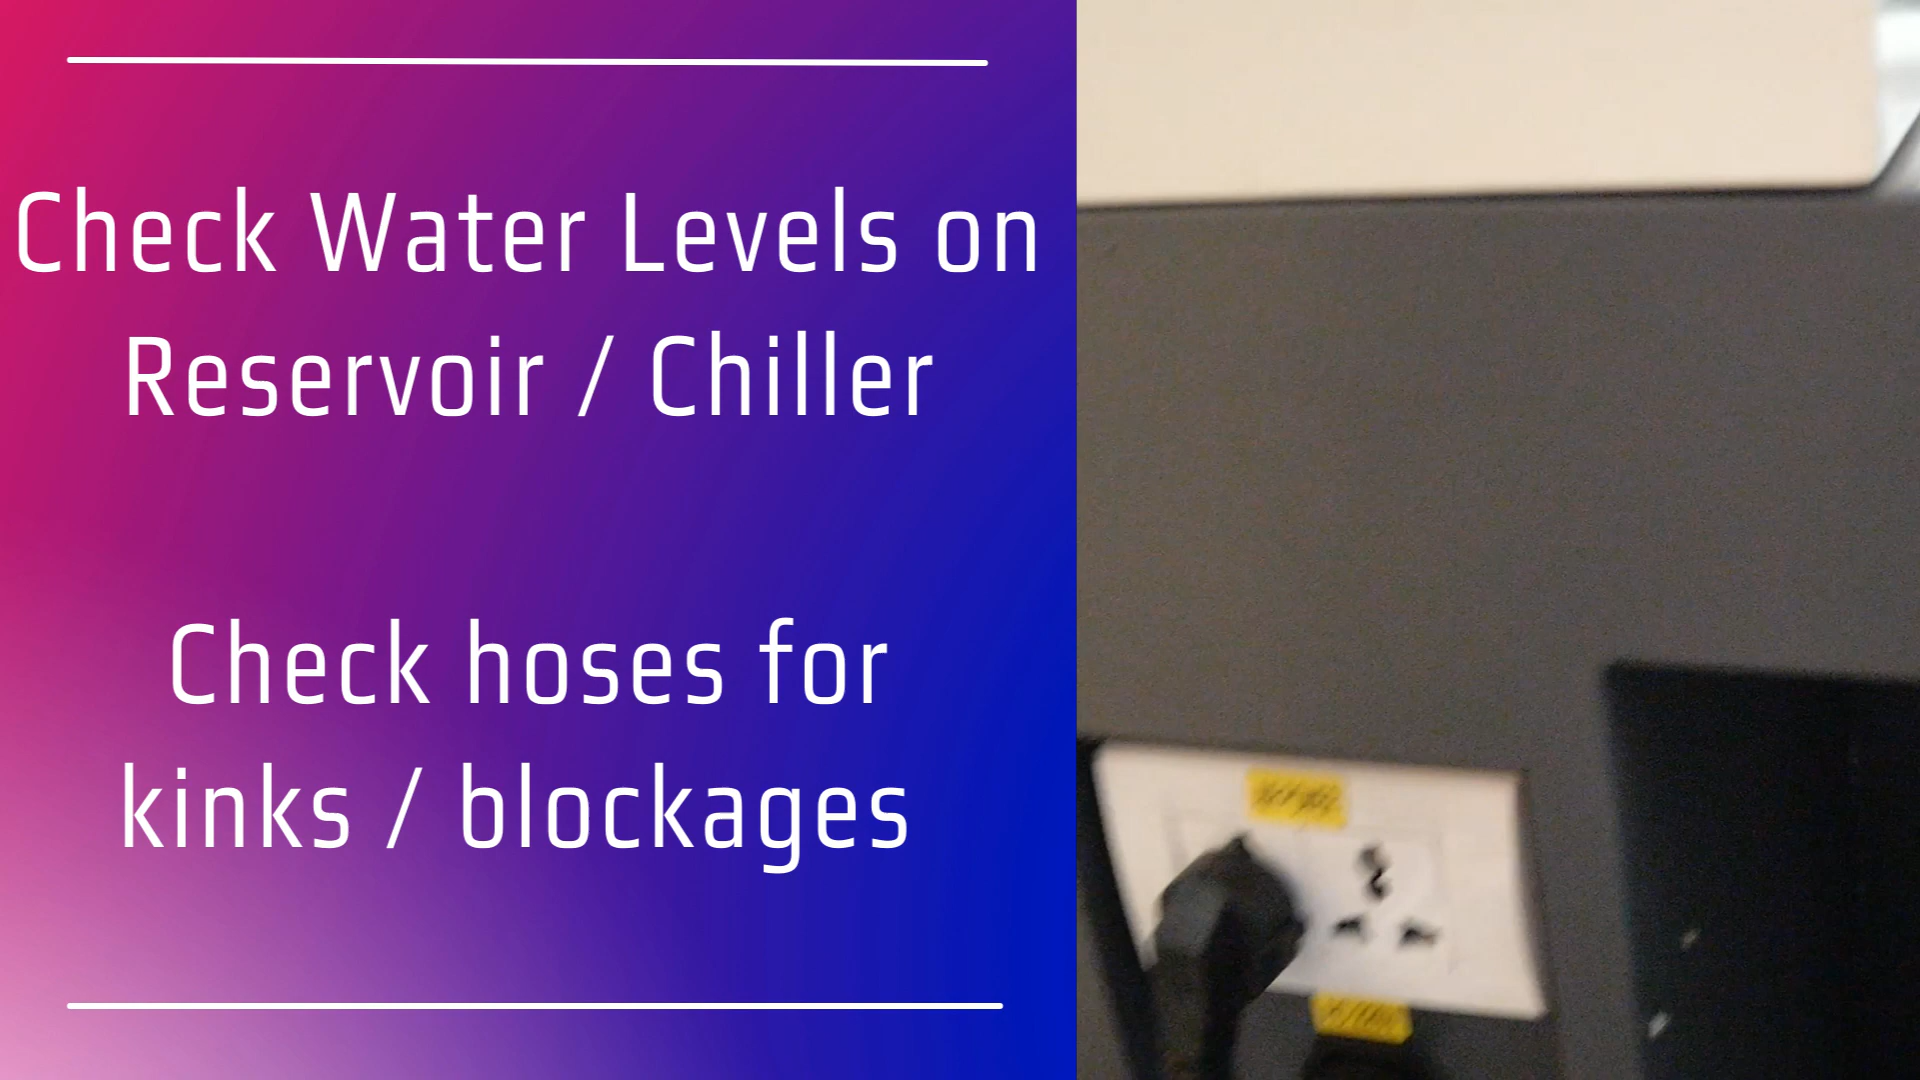 Check Water Levels on
Reservoir / Chiller
Check hoses for
kinks / blockages